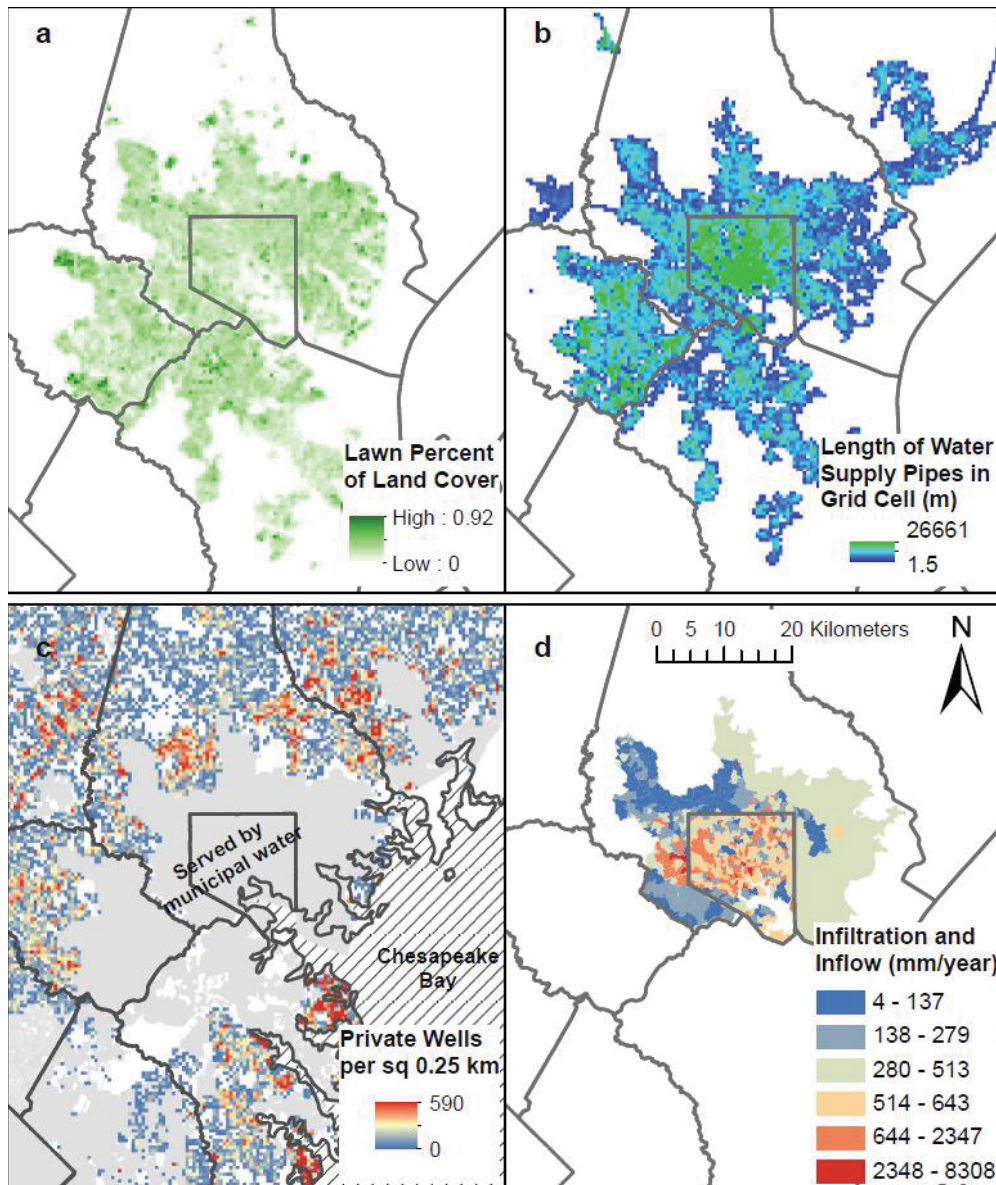 a
Lawn Percent
of Land Cover
High : 0.92
Low : 0
b
Length of Water
Supply Pipes in
Grid Cell (m)
26661
1.5
c
Served by
municipal water
Chesapeake
Bay
Private Wells
per sq 0.25 km
590
0
d
0 5 10 20 Kilometers
N
Infiltration and
Inflow (mm/year)
4 - 137
138 - 279
280 - 513
514 - 643
644 - 2347
2348 - 8308